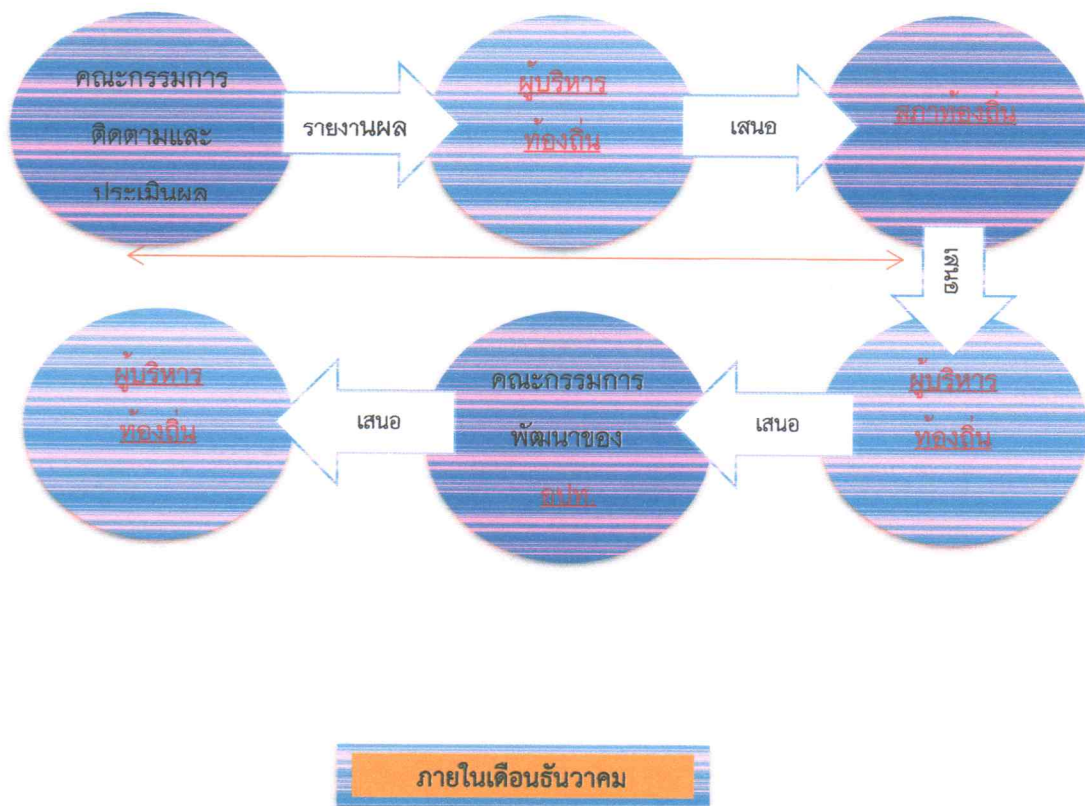 คณะกรรมการ
ติดตามและ
ประเมินผล
รายงานผล
ผู้บริหาร
ท้องถิ่น
เสนอ
สภาท้องถิ่น
เสนอ
ผู้บริหาร
ท้องถิ่น
เสนอ
คณะกรรมการ
พัฒนาของ
อปท.
เสนอ
ผู้บริหาร
ท้องถิ่น
ภายในเดือนธันวาคม